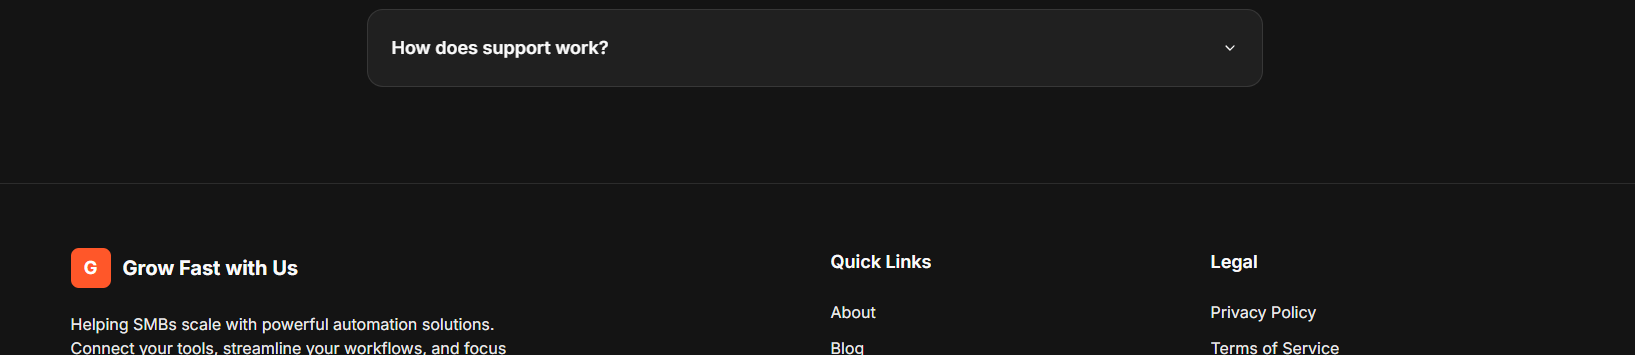 How does support work?
G Grow Fast with Us
Helping SMBs scale with powerful automation solutions.
Connect your tools, streamline your workflows, and focus
Quick Links
About
Blog
Legal
Privacy Policy
Terms of Service